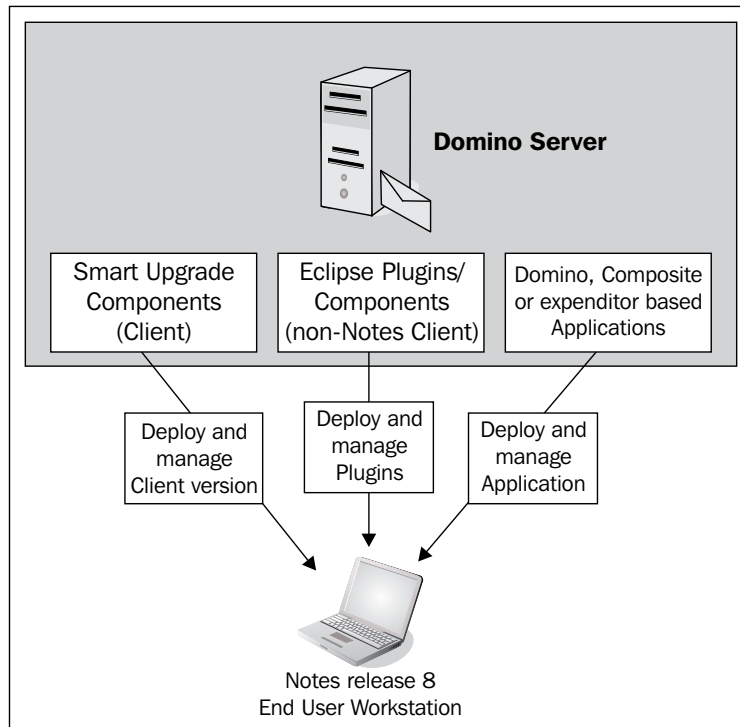 Domino Server
Smart Upgrade
Components
(Client)
Eclipse Plugins/
Components
(non-Notes Client)
Domino, Composite
or expenditor based
Applications
Deploy and
manage
Client version
Deploy and
manage
Plugins
Deploy and
manage
Application
Notes release 8
End User Workstation